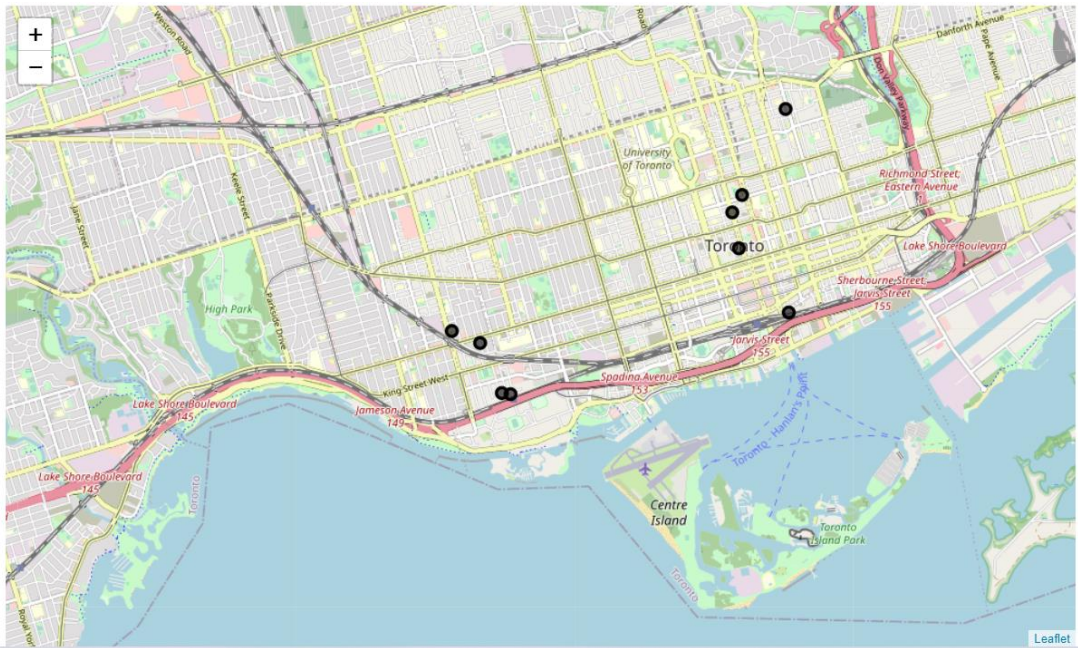 +
−
Weston Road
Road
Danforth Avenue
Pape Avenue
Don Valley Parkway
University
of Toronto
Keele Street
Jane Street
Richmond Street,
Eastern Avenue
Toronto
Lake Shore Boulevard
Sherbourne Street,
Jarvis Street
155
High Park
Parkside Drive
Jarvis Street
155
King Street West
Spadina Avenue
153
Lake Shore Boulevard
145
Jameson Avenue
149
Toronto - Hanlan's Point
Lake Shore Boulevard
145
Toronto
Centre
Island
Toronto
Island Park
Toronto
Royal Yor
Leaflet